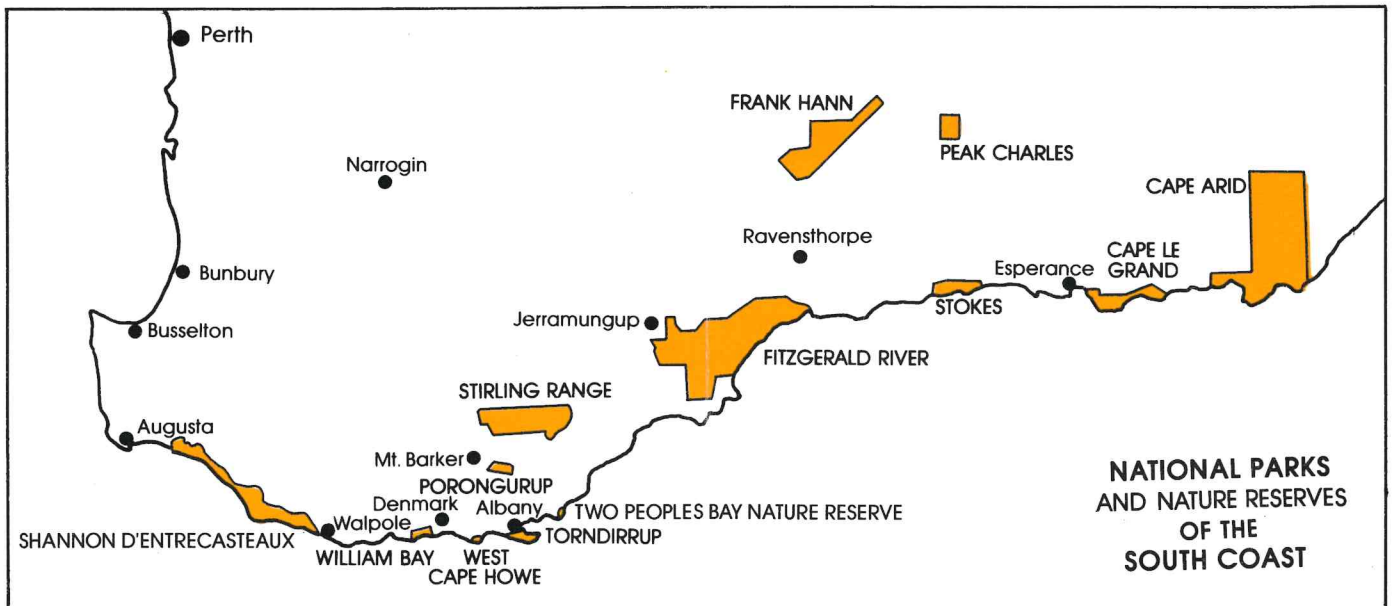 Perth
FRANK HANN
PEAK CHARLES
Narrogin
CAPE ARID
Ravensthorpe
Bunbury
Esperance
CAPE LE
GRAND
STOKES
Busselton
Jerramungup
FITZGERALD RIVER
STIRLING RANGE
Augusta
Mt. Barker
PORONGURUP
Denmark
Albany
TWO PEOPLES BAY NATURE RESERVE
Walpole
SHANNON D'ENTRECASTEAUX
WILLIAM BAY
WEST
CAPE HOWE
TORNDIRRUP
NATIONAL PARKS
AND NATURE RESERVES
OF THE
SOUTH COAST